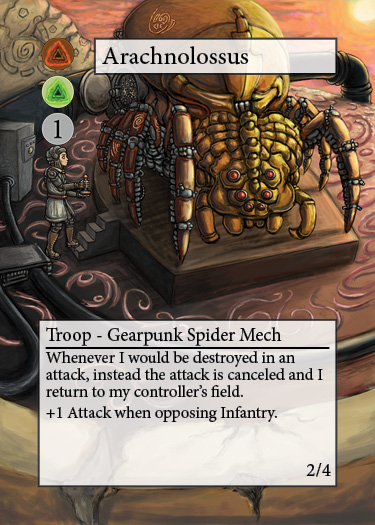 Arachnolossus
1
Troop - Gearpunk Spider Mech
Whenever I would be destroyed in an
attack, instead the attack is canceled and I
return to my controller's field.
+1 Attack when opposing Infantry.
2/4